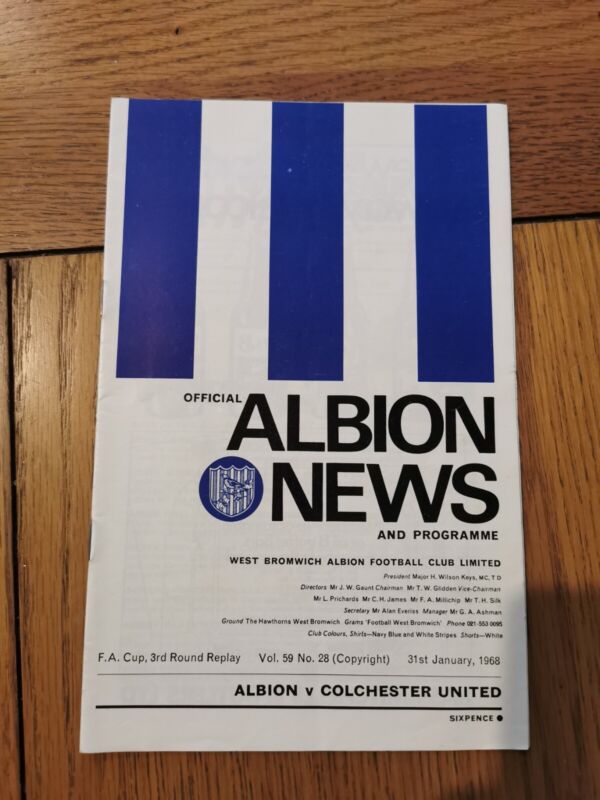 OFFICIAL ALBION
NEWS
AND PROGRAMME
WEST BROMWICH ALBION FOOTBALL CLUB LIMITED
President Major H. Wilson Keys, MC, T D
Directors Mr J. W. Gaunt Chairman Mr T. W. Glidden Vice-Chairman
Mr L. Prichards Mr C. H. James Mr F. A. Millichip Mr T. H. Silk
Secretary Mr Alan Everiss Manager Mr G. A. Ashman
Ground The Hawthorns West Bromwich Grams 'Football West Bromwich' Phone 021-553 0095
Club Colours, Shirts—Navy Blue and White Stripes Shorts—White
F.A. Cup, 3rd Round Replay Vol. 59 No. 28 (Copyright) 31st January, 1968
ALBION v COLCHESTER UNITED
SIXPENCE ●